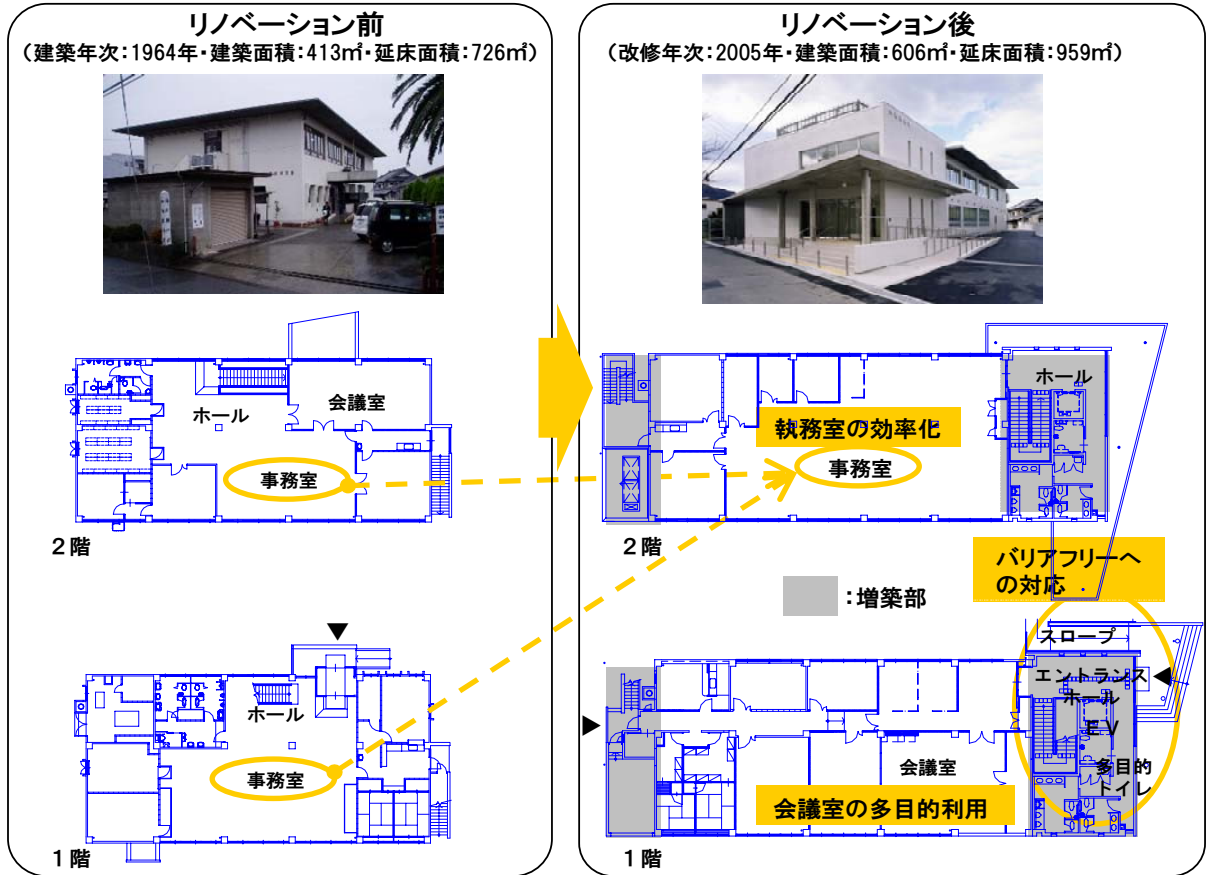 リノベーション前
（建築年次：1964年・建築面積：413㎡・延床面積：726㎡）
ホール
会議室
事務室
2階
ホール
事務室
1階
リノベーション後
（改修年次：2005年・建築面積：606㎡・延床面積：959㎡）
ホール
執務室の効率化
事務室
2階
バリアフリーへ
の対応
：増築部
スロープ
エントランス
ホール
EV
会議室
多目的
トイレ
会議室の多目的利用
1階